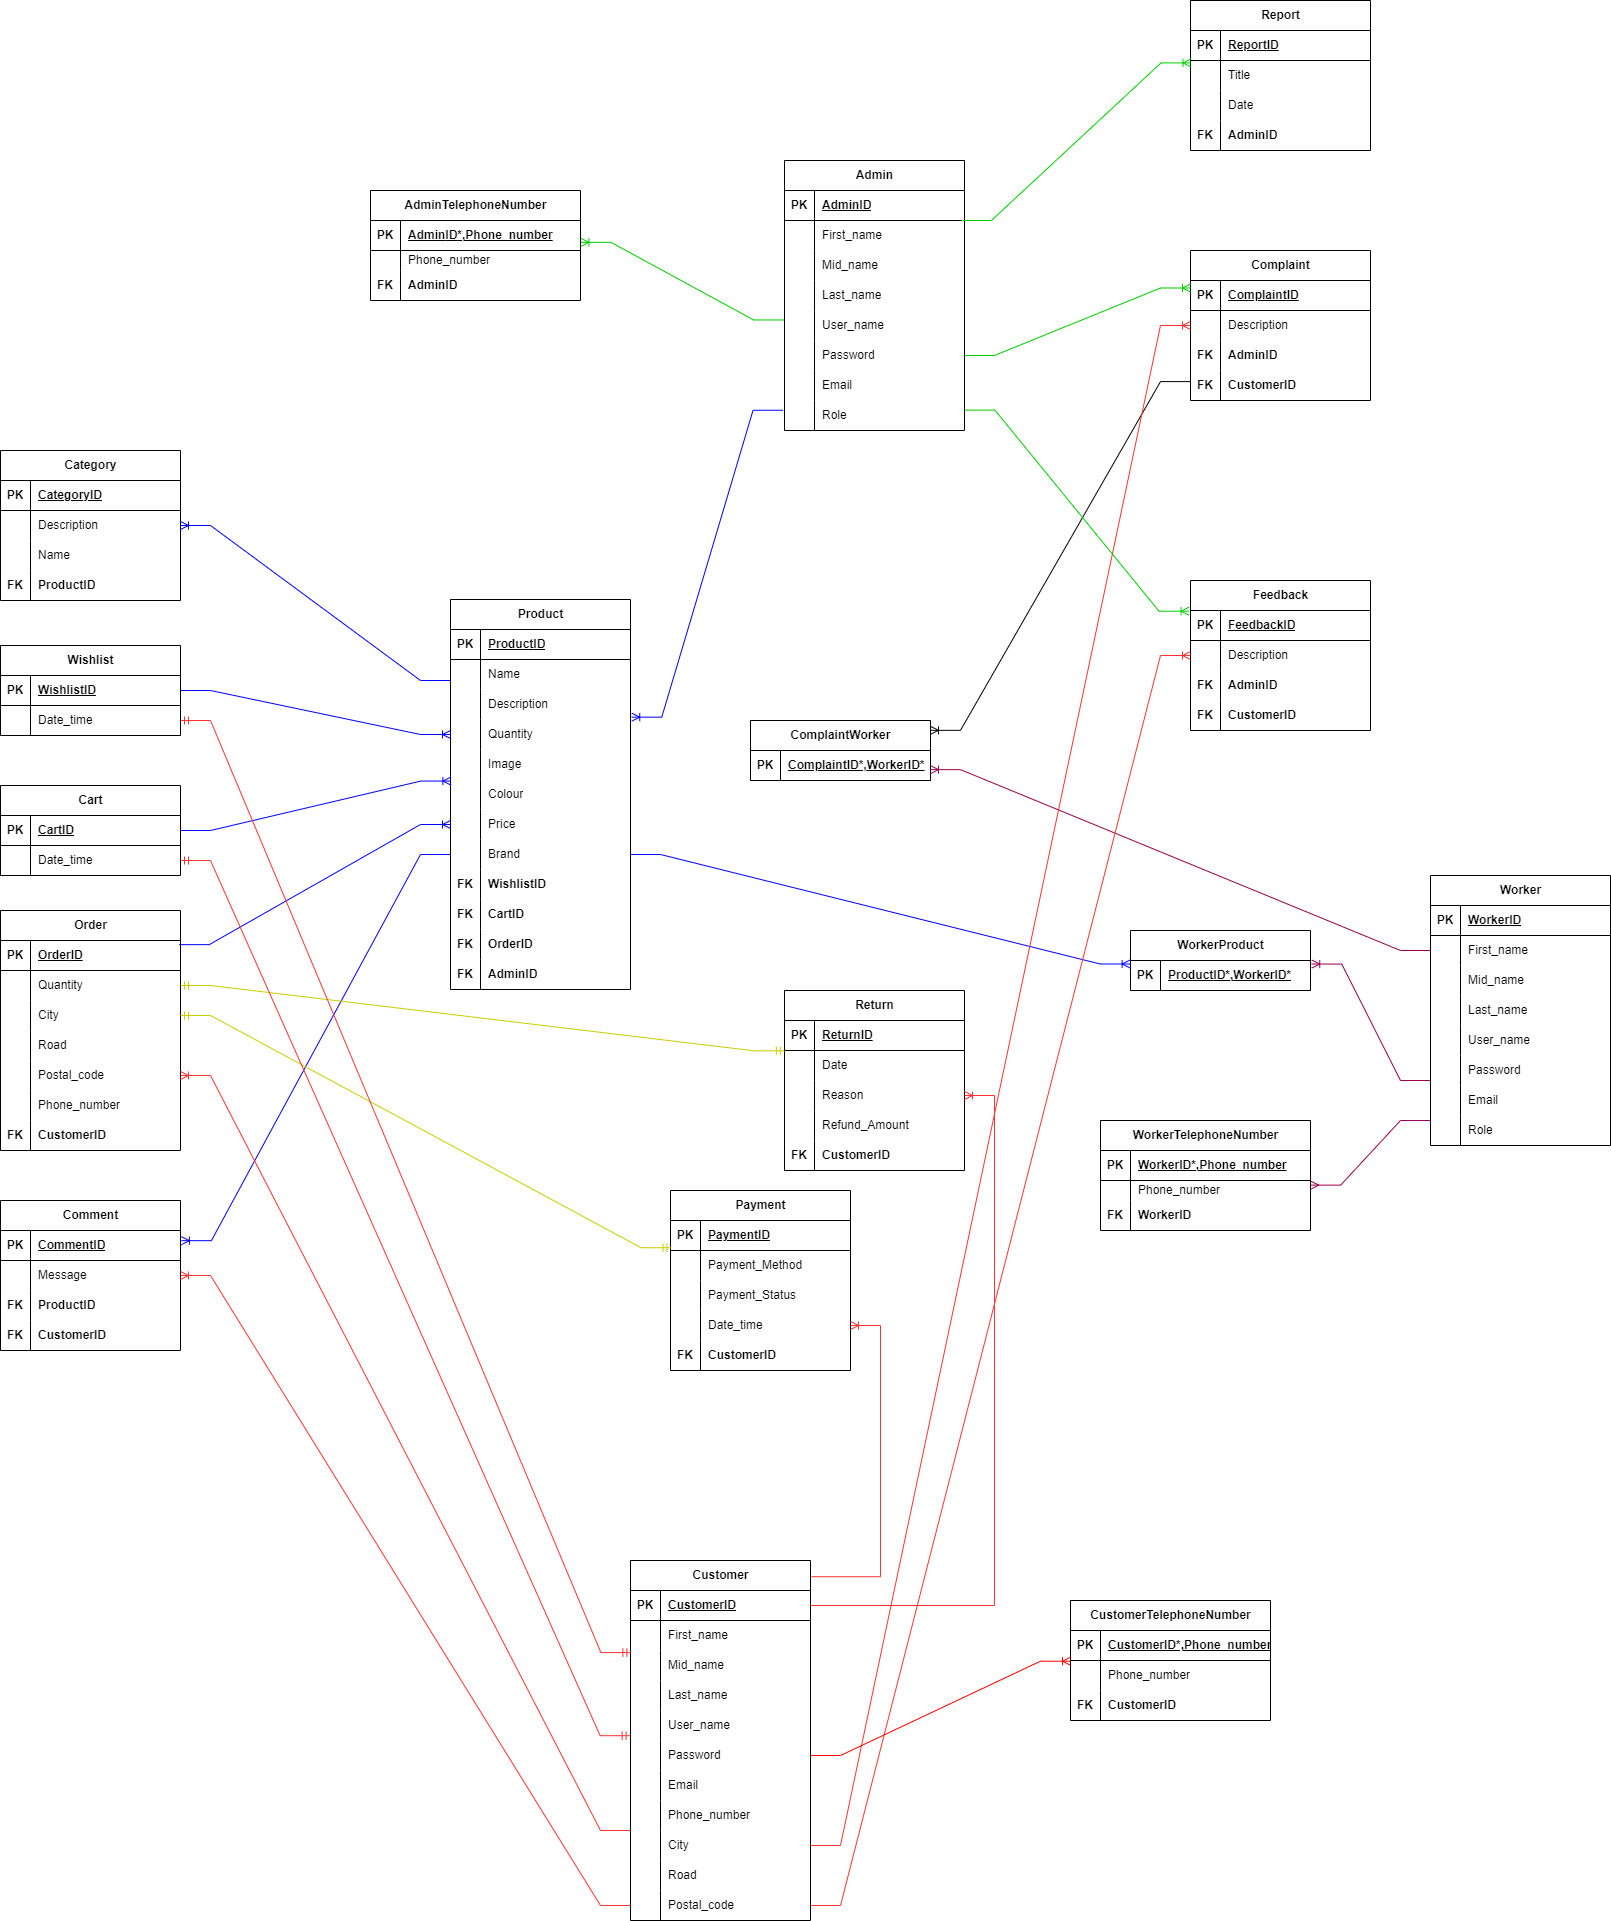 Report
PK ReportID
Title
Date
FK AdminID
Admin
PK AdminID
First_name
Mid_name
Last_name
User_name
Password
Email
Role
AdminTelephoneNumber
PK AdminID*,Phone_number
Phone_number
FK AdminID
Complaint
PK ComplaintID
Description
FK AdminID
FK CustomerID
Category
PK CategoryID
Description
Name
FK ProductID
Product
PK ProductID
Name
Description
Quantity
Image
Colour
Price
Brand
FK WishlistID
FK CartID
FK OrderID
FK AdminID
Feedback
PK FeedbackID
Description
FK AdminID
FK CustomerID
Wishlist
PK WishlistID
Date_time
ComplaintWorker
PK ComplaintID*,WorkerID*
Cart
PK CartID
Date_time
Worker
PK WorkerID
First_name
Mid_name
Last_name
User_name
Password
Email
Role
Order
PK OrderID
Quantity
City
Road
Postal_code
Phone_number
FK CustomerID
WorkerProduct
PK ProductID*,WorkerID*
Return
PK ReturnID
Date
Reason
Refund_Amount
FK CustomerID
WorkerTelephoneNumber
PK WorkerID*,Phone_number
Phone_number
FK WorkerID
Payment
PK PaymentID
Payment_Method
Payment_Status
Date_time
FK CustomerID
Comment
PK CommentID
Message
FK ProductID
FK CustomerID
Customer
PK CustomerID
First_name
Mid_name
Last_name
User_name
Password
Email
Phone_number
City
Road
Postal_code
CustomerTelephoneNumber
PK CustomerID*,Phone_number
Phone_number
FK CustomerID